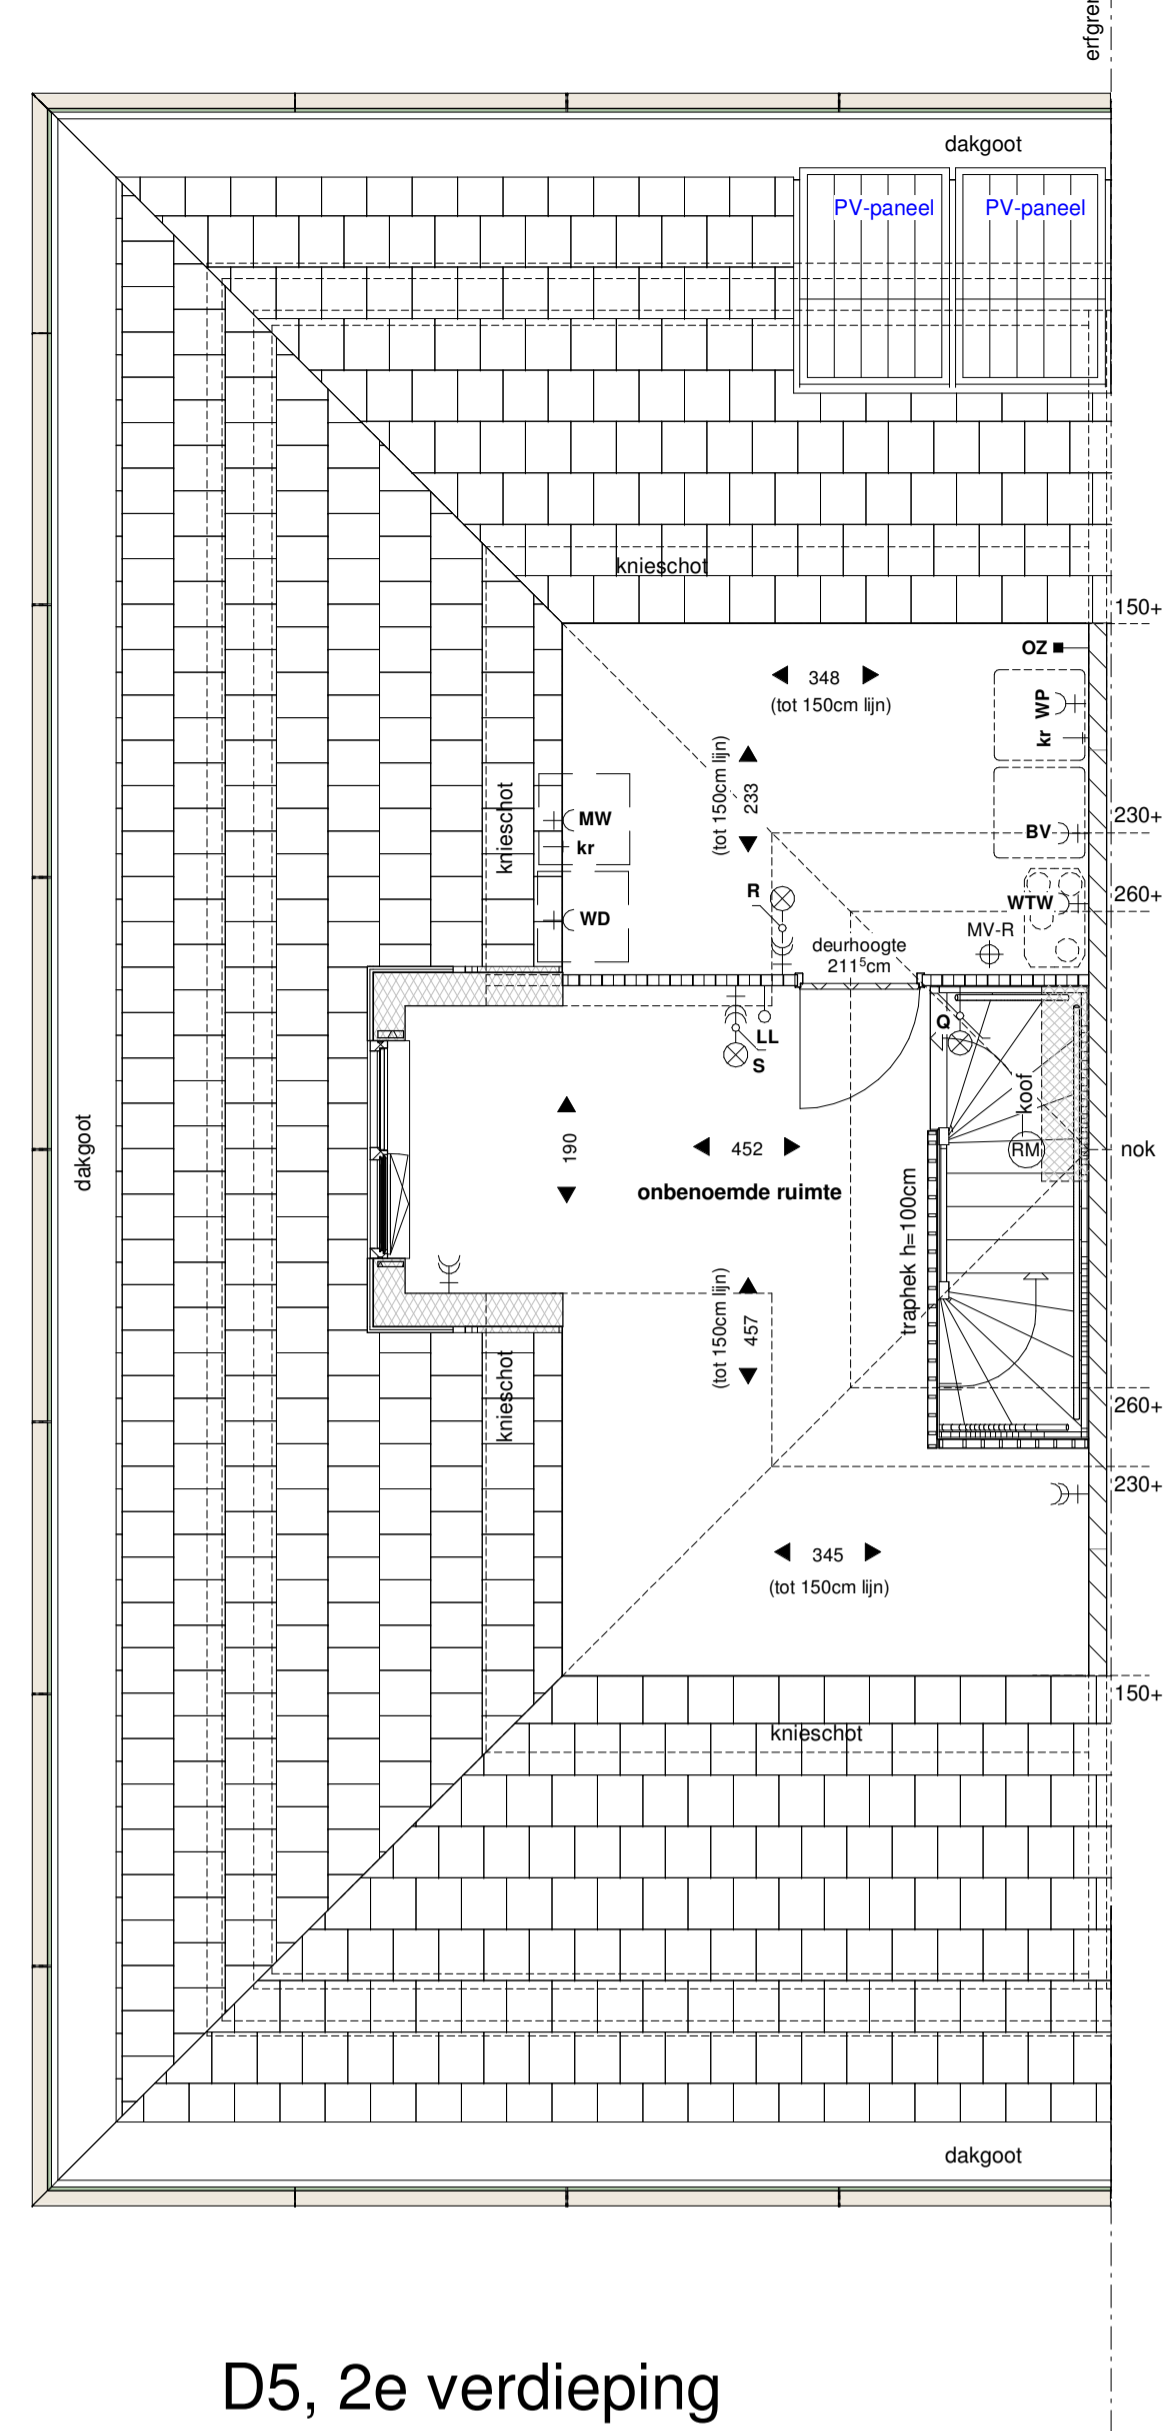 erfgren
dakgoot
PV-paneel PV-paneel
knieschot
150+
OZ
348
(tot 150cm lijn)
WP
kr
(tot 150cm lijn)
233
knieschot
MW
kr
230+
BV
R
260+
WTW
WD
MV-R
deurhoogte
211⁵cm
Q
LL
S
koof
dakgoot
190
452
RM
nok
onbenoemde ruimte
traphek h=100cm
(tot 150cm lijn)
457
knieschot
260+
230+
345
(tot 150cm lijn)
150+
knieschot
dakgoot
D5, 2e verdieping